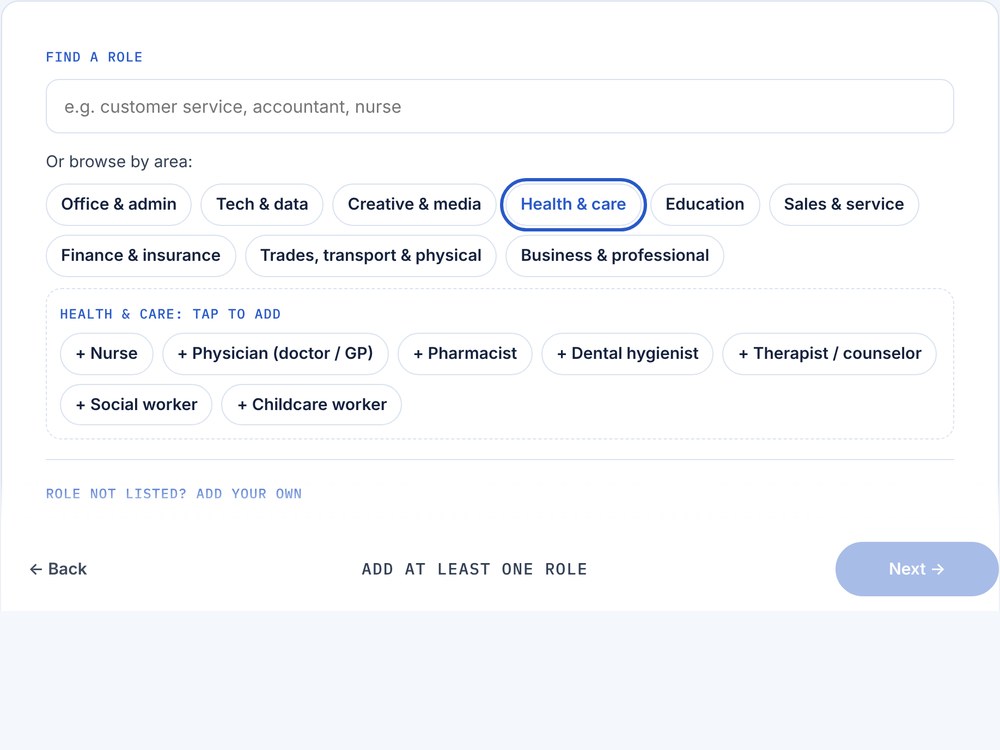 FIND A ROLE
e.g. customer service, accountant, nurse
Or browse by area:
Office & admin Tech & data Creative & media Health & care Education Sales & service
Finance & insurance Trades, transport & physical Business & professional
HEALTH & CARE: TAP TO ADD
+ Nurse + Physician (doctor / GP) + Pharmacist + Dental hygienist + Therapist / counselor
+ Social worker + Childcare worker
ROLE NOT LISTED? ADD YOUR OWN
← Back ADD AT LEAST ONE ROLE Next →